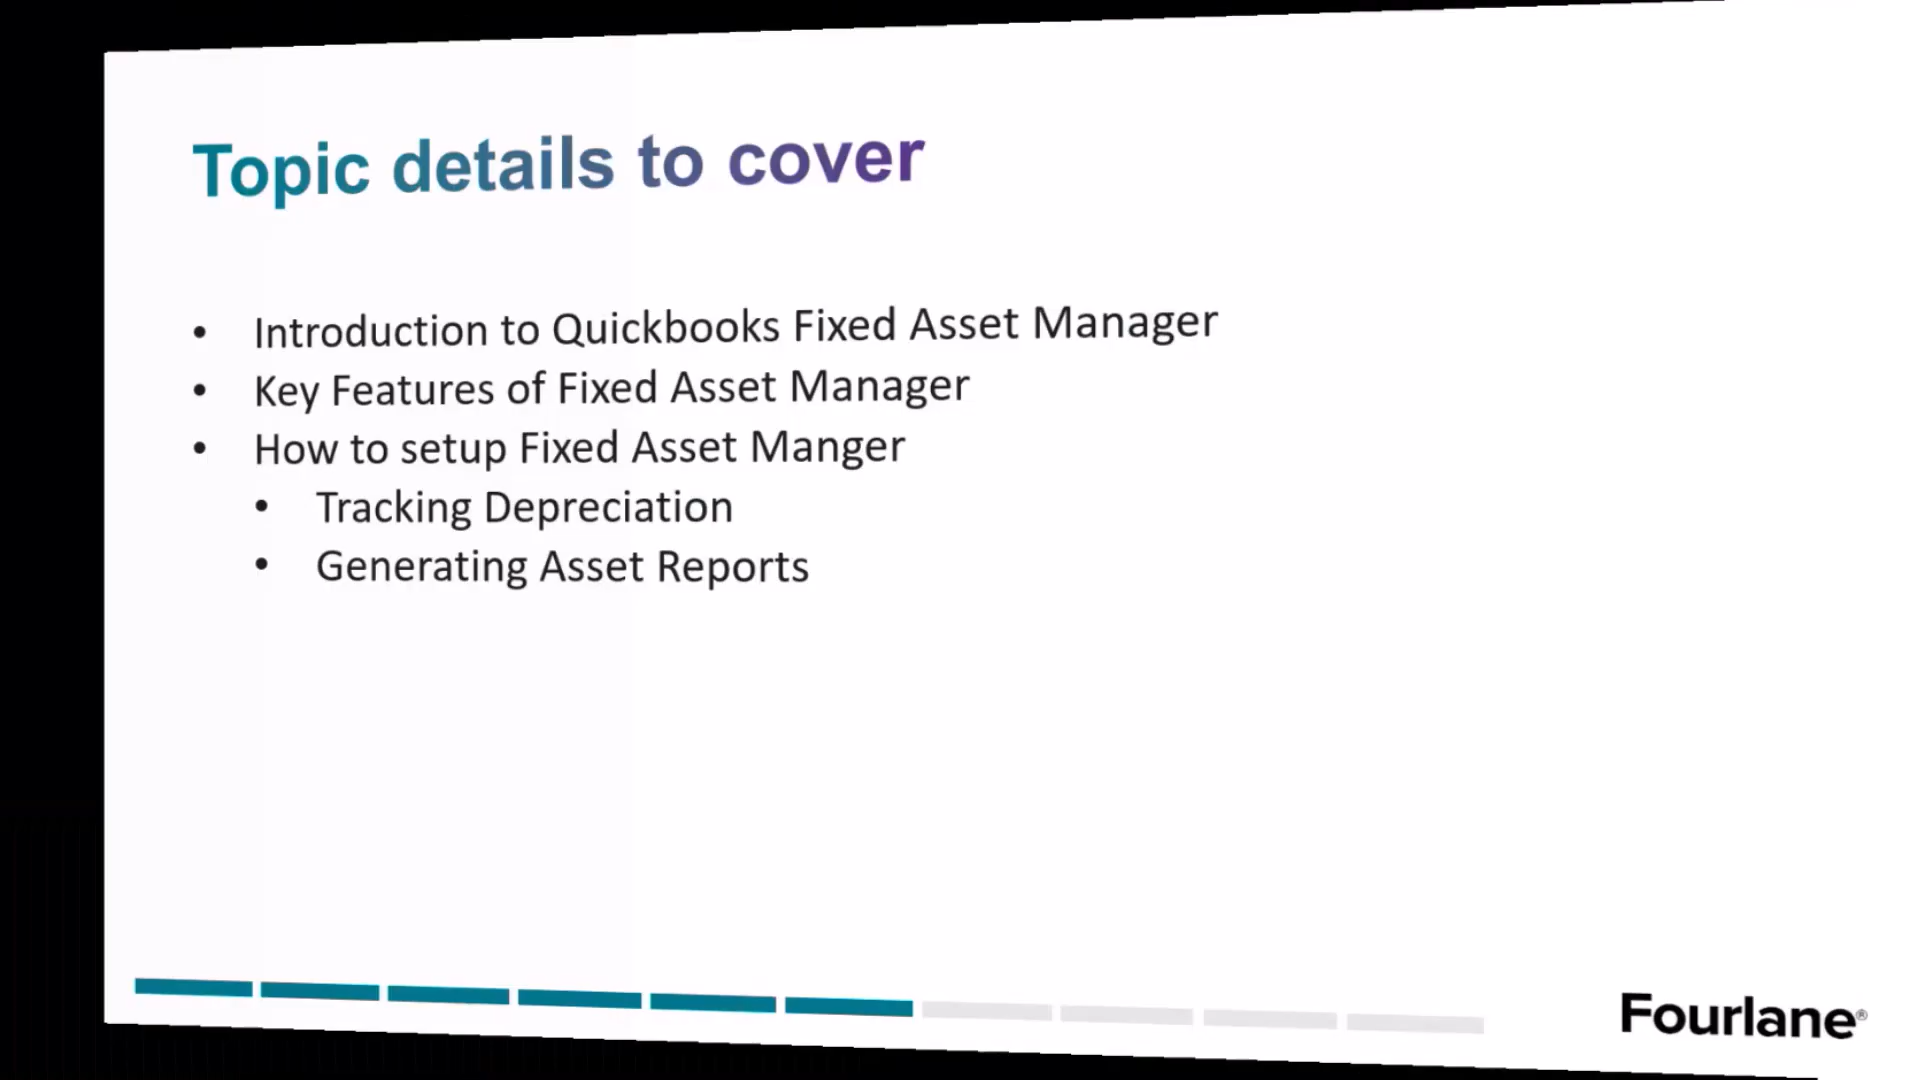 Topic details to cover
• Introduction to Quickbooks Fixed Asset Manager
• Key Features of Fixed Asset Manager
• How to setup Fixed Asset Manger
• Tracking Depreciation
• Generating Asset Reports
Fourlane®